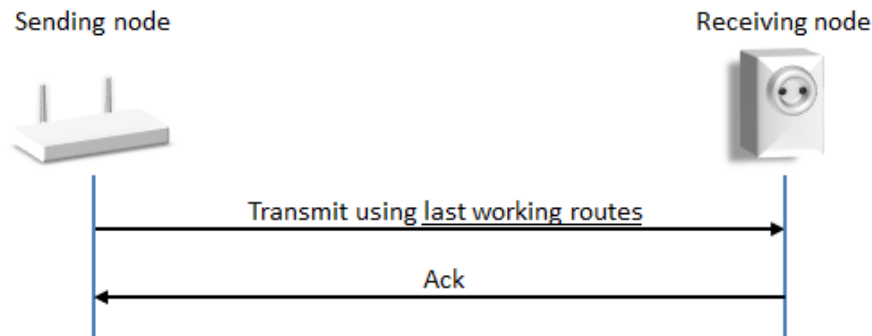 Sending node
Receiving node
Transmit using last working routes
Ack